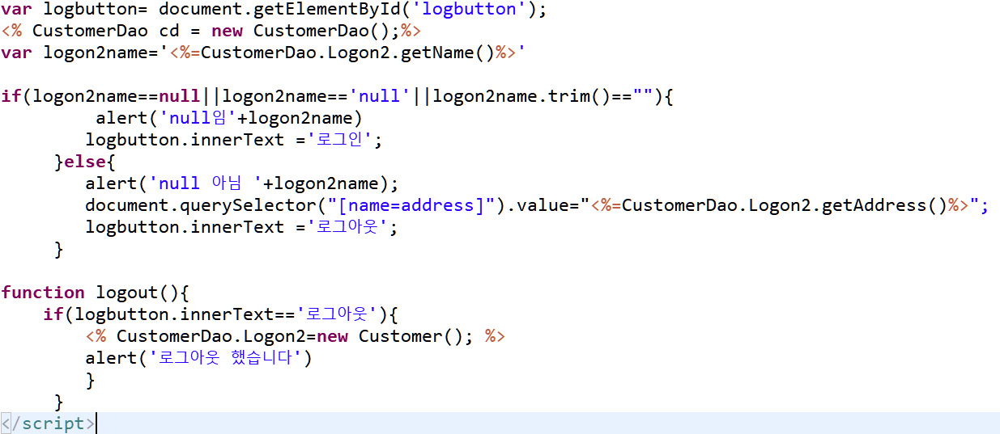 var logbutton= document.getElementById('logbutton');
<% CustomerDao cd = new CustomerDao();%>
var logon2name='<%=CustomerDao.Logon2.getName()%>'
if(logon2name==null||logon2name=='null'||logon2name.trim()==""){
alert('null임'+logon2name)
logbutton.innerText ='로그인';
}else{
alert('null 아님 '+logon2name);
document.querySelector("[name=address]").value="<%=CustomerDao.Logon2.getAddress()%>";
logbutton.innerText ='로그아웃';
}
function logout(){
if(logbutton.innerText=='로그아웃'){
<% CustomerDao.Logon2=new Customer(); %>
alert('로그아웃 했습니다')
}
}
</script>